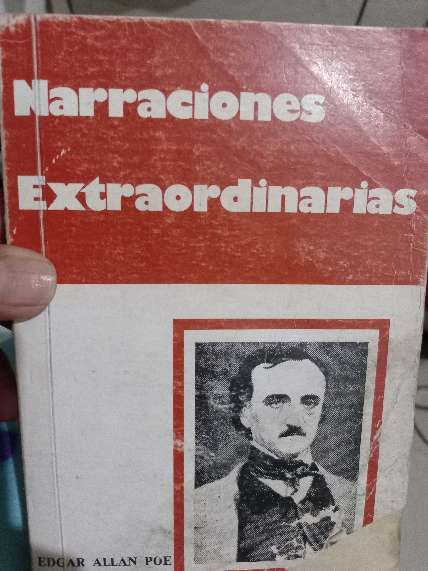 Narraciones
Extraordinarias
EDGAR ALLAN POE